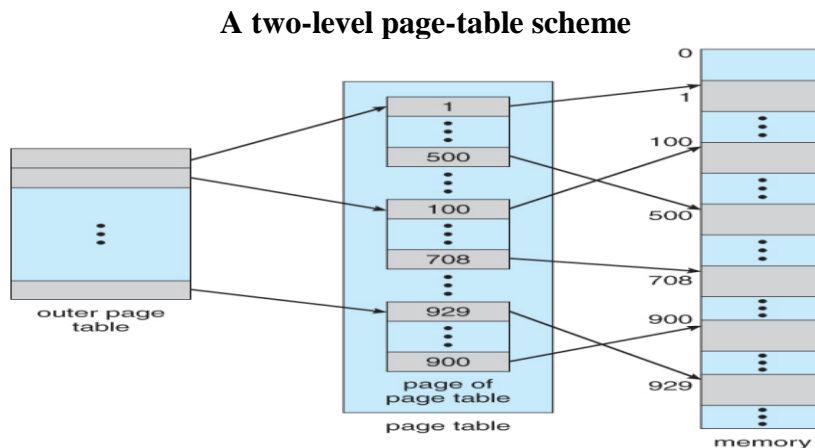 A two-level page-table scheme
outer page
table
1
500
100
708
929
900
page of
page table
page table
0
1
100
500
708
900
929
memory